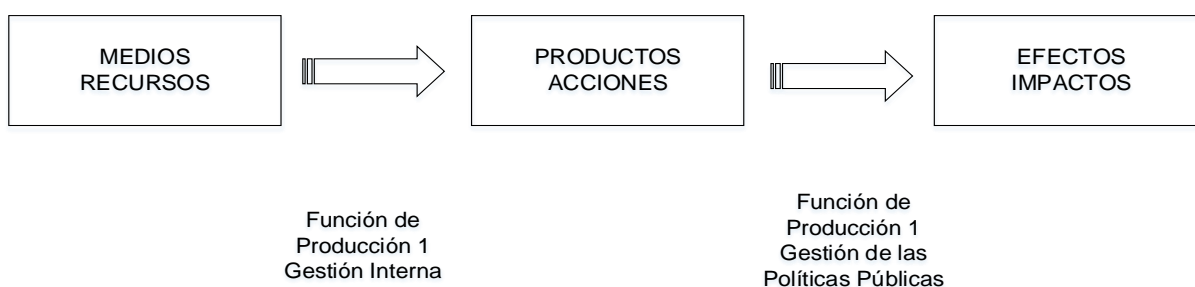 MEDIOS
RECURSOS
PRODUCTOS
ACCIONES
EFECTOS
IMPACTOS
Función de
Producción 1
Gestión Interna
Función de
Producción 1
Gestión de las
Políticas Públicas